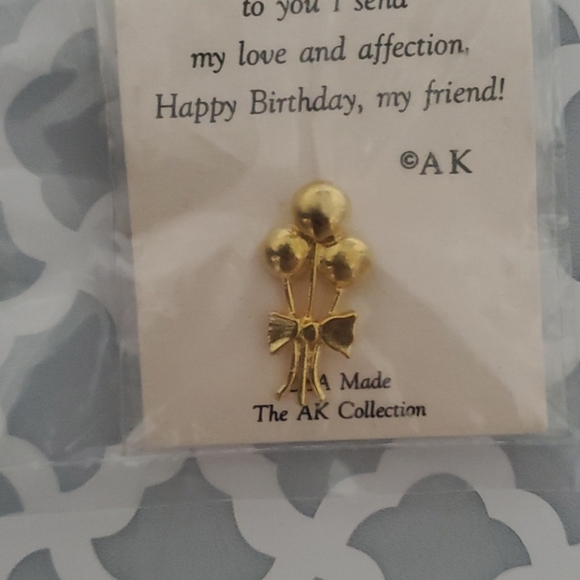 to you I send
my love and affection.
Happy Birthday, my friend!
©AK
A Made
The AK Collection